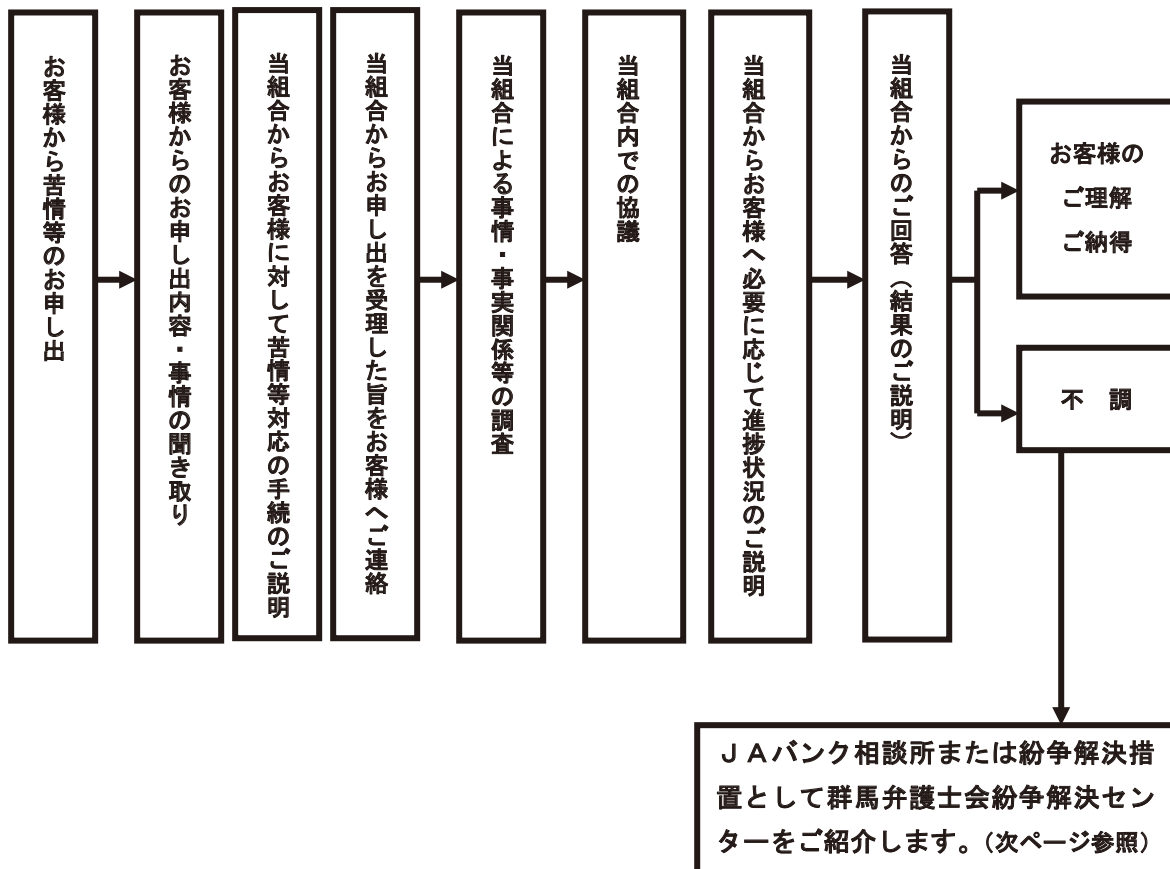 お客様から苦情等のお申し出
お客様からのお申し出内容・事情の聞き取り
当組合からお客様に対して苦情等対応の手続のご説明
当組合からお申し出を受理した旨をお客様へご連絡
当組合による事情・事実関係等の調査
当組合内での協議
当組合からお客様へ必要に応じて進捗状況のご説明
当組合からのご回答（結果のご説明）
お客様の
ご理解
ご納得
不　調
ＪＡバンク相談所または紛争解決措
置として群馬弁護士会紛争解決セン
ターをご紹介します。（次ページ参照）